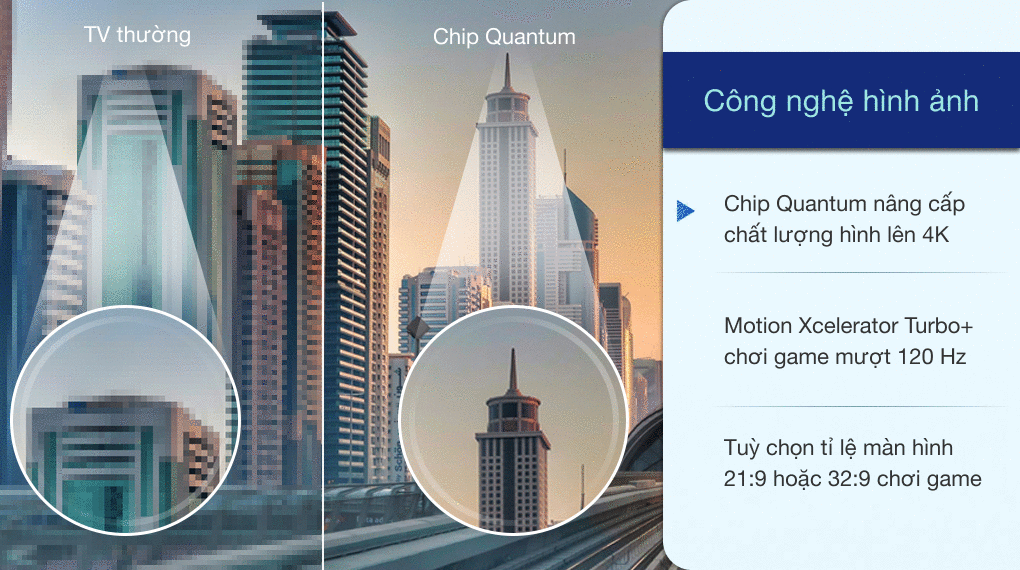 TV thường
Chip Quantum
Công nghệ hình ảnh
Chip Quantum nâng cấp
chất lượng hình lên 4K
Motion Xcelerator Turbo+
chơi game mượt 120 Hz
Tuỳ chọn tỉ lệ màn hình
21:9 hoặc 32:9 chơi game